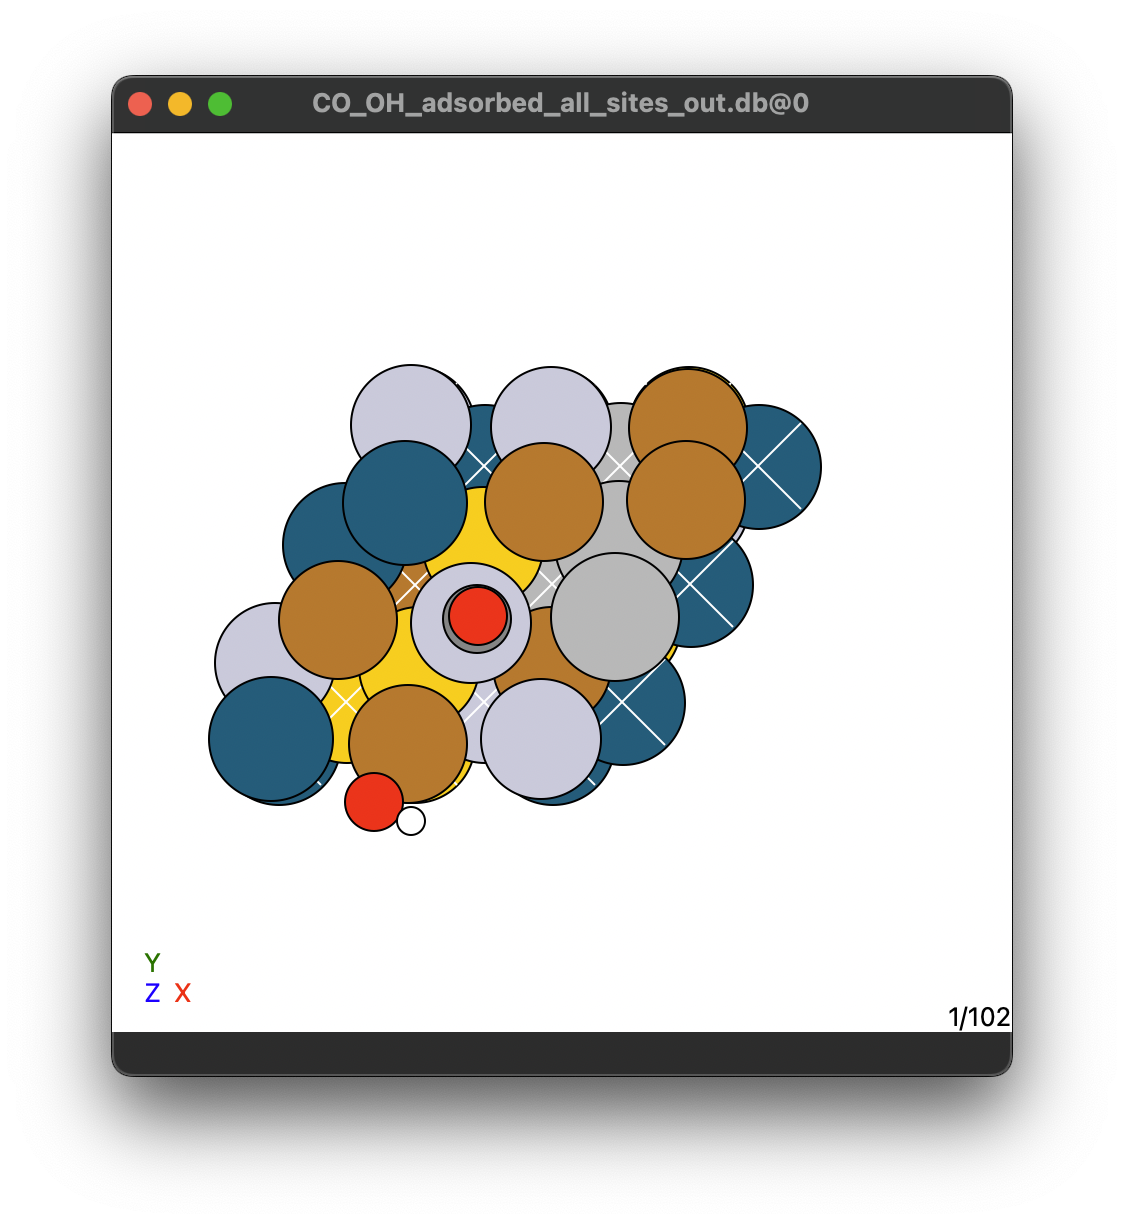 CO_OH_adsorbed_all_sites_out.db@0
Y
Z X
1/102